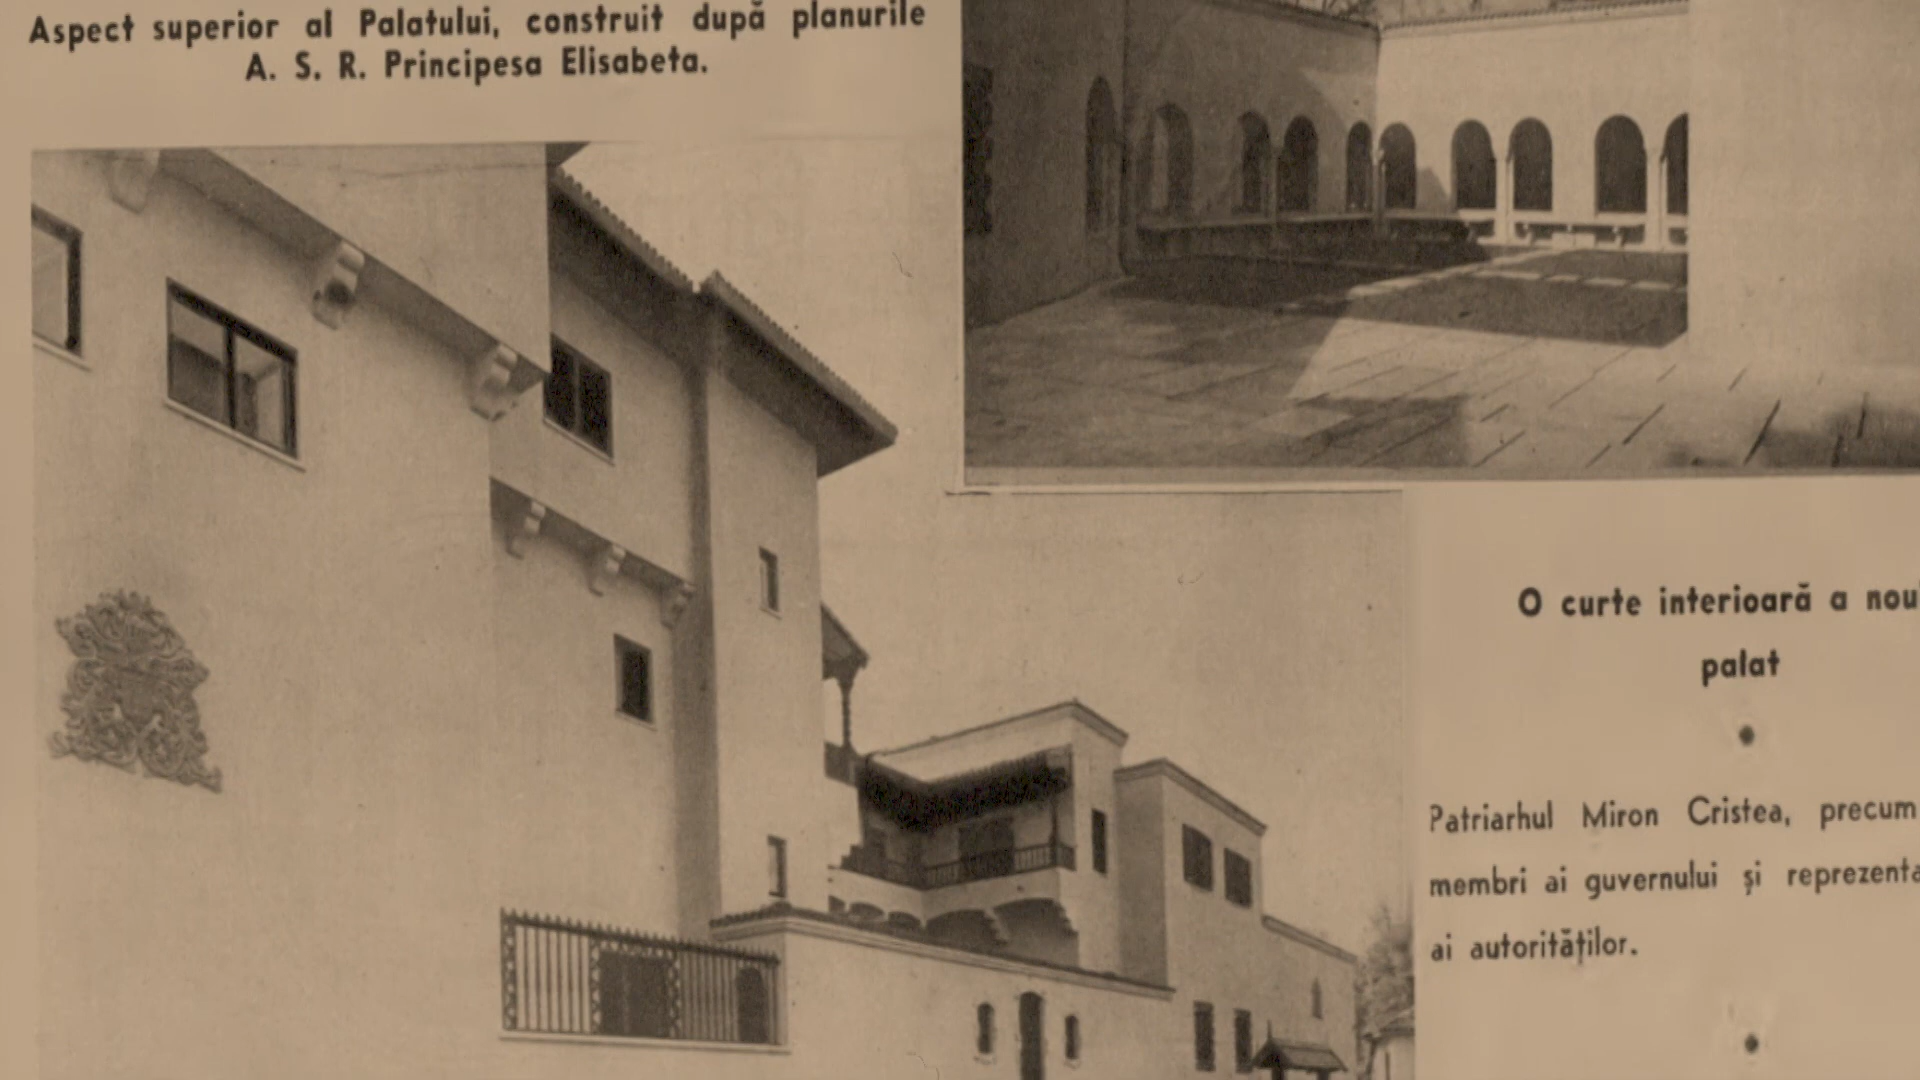 Aspect superior al Palatului, construit după planurile
A. S. R. Principesa Elisabeta.
O curte interioară a nou
palat
Patriarhul Miron Cristea, precum
membri ai guvernului și reprezenta
ai autorităților.